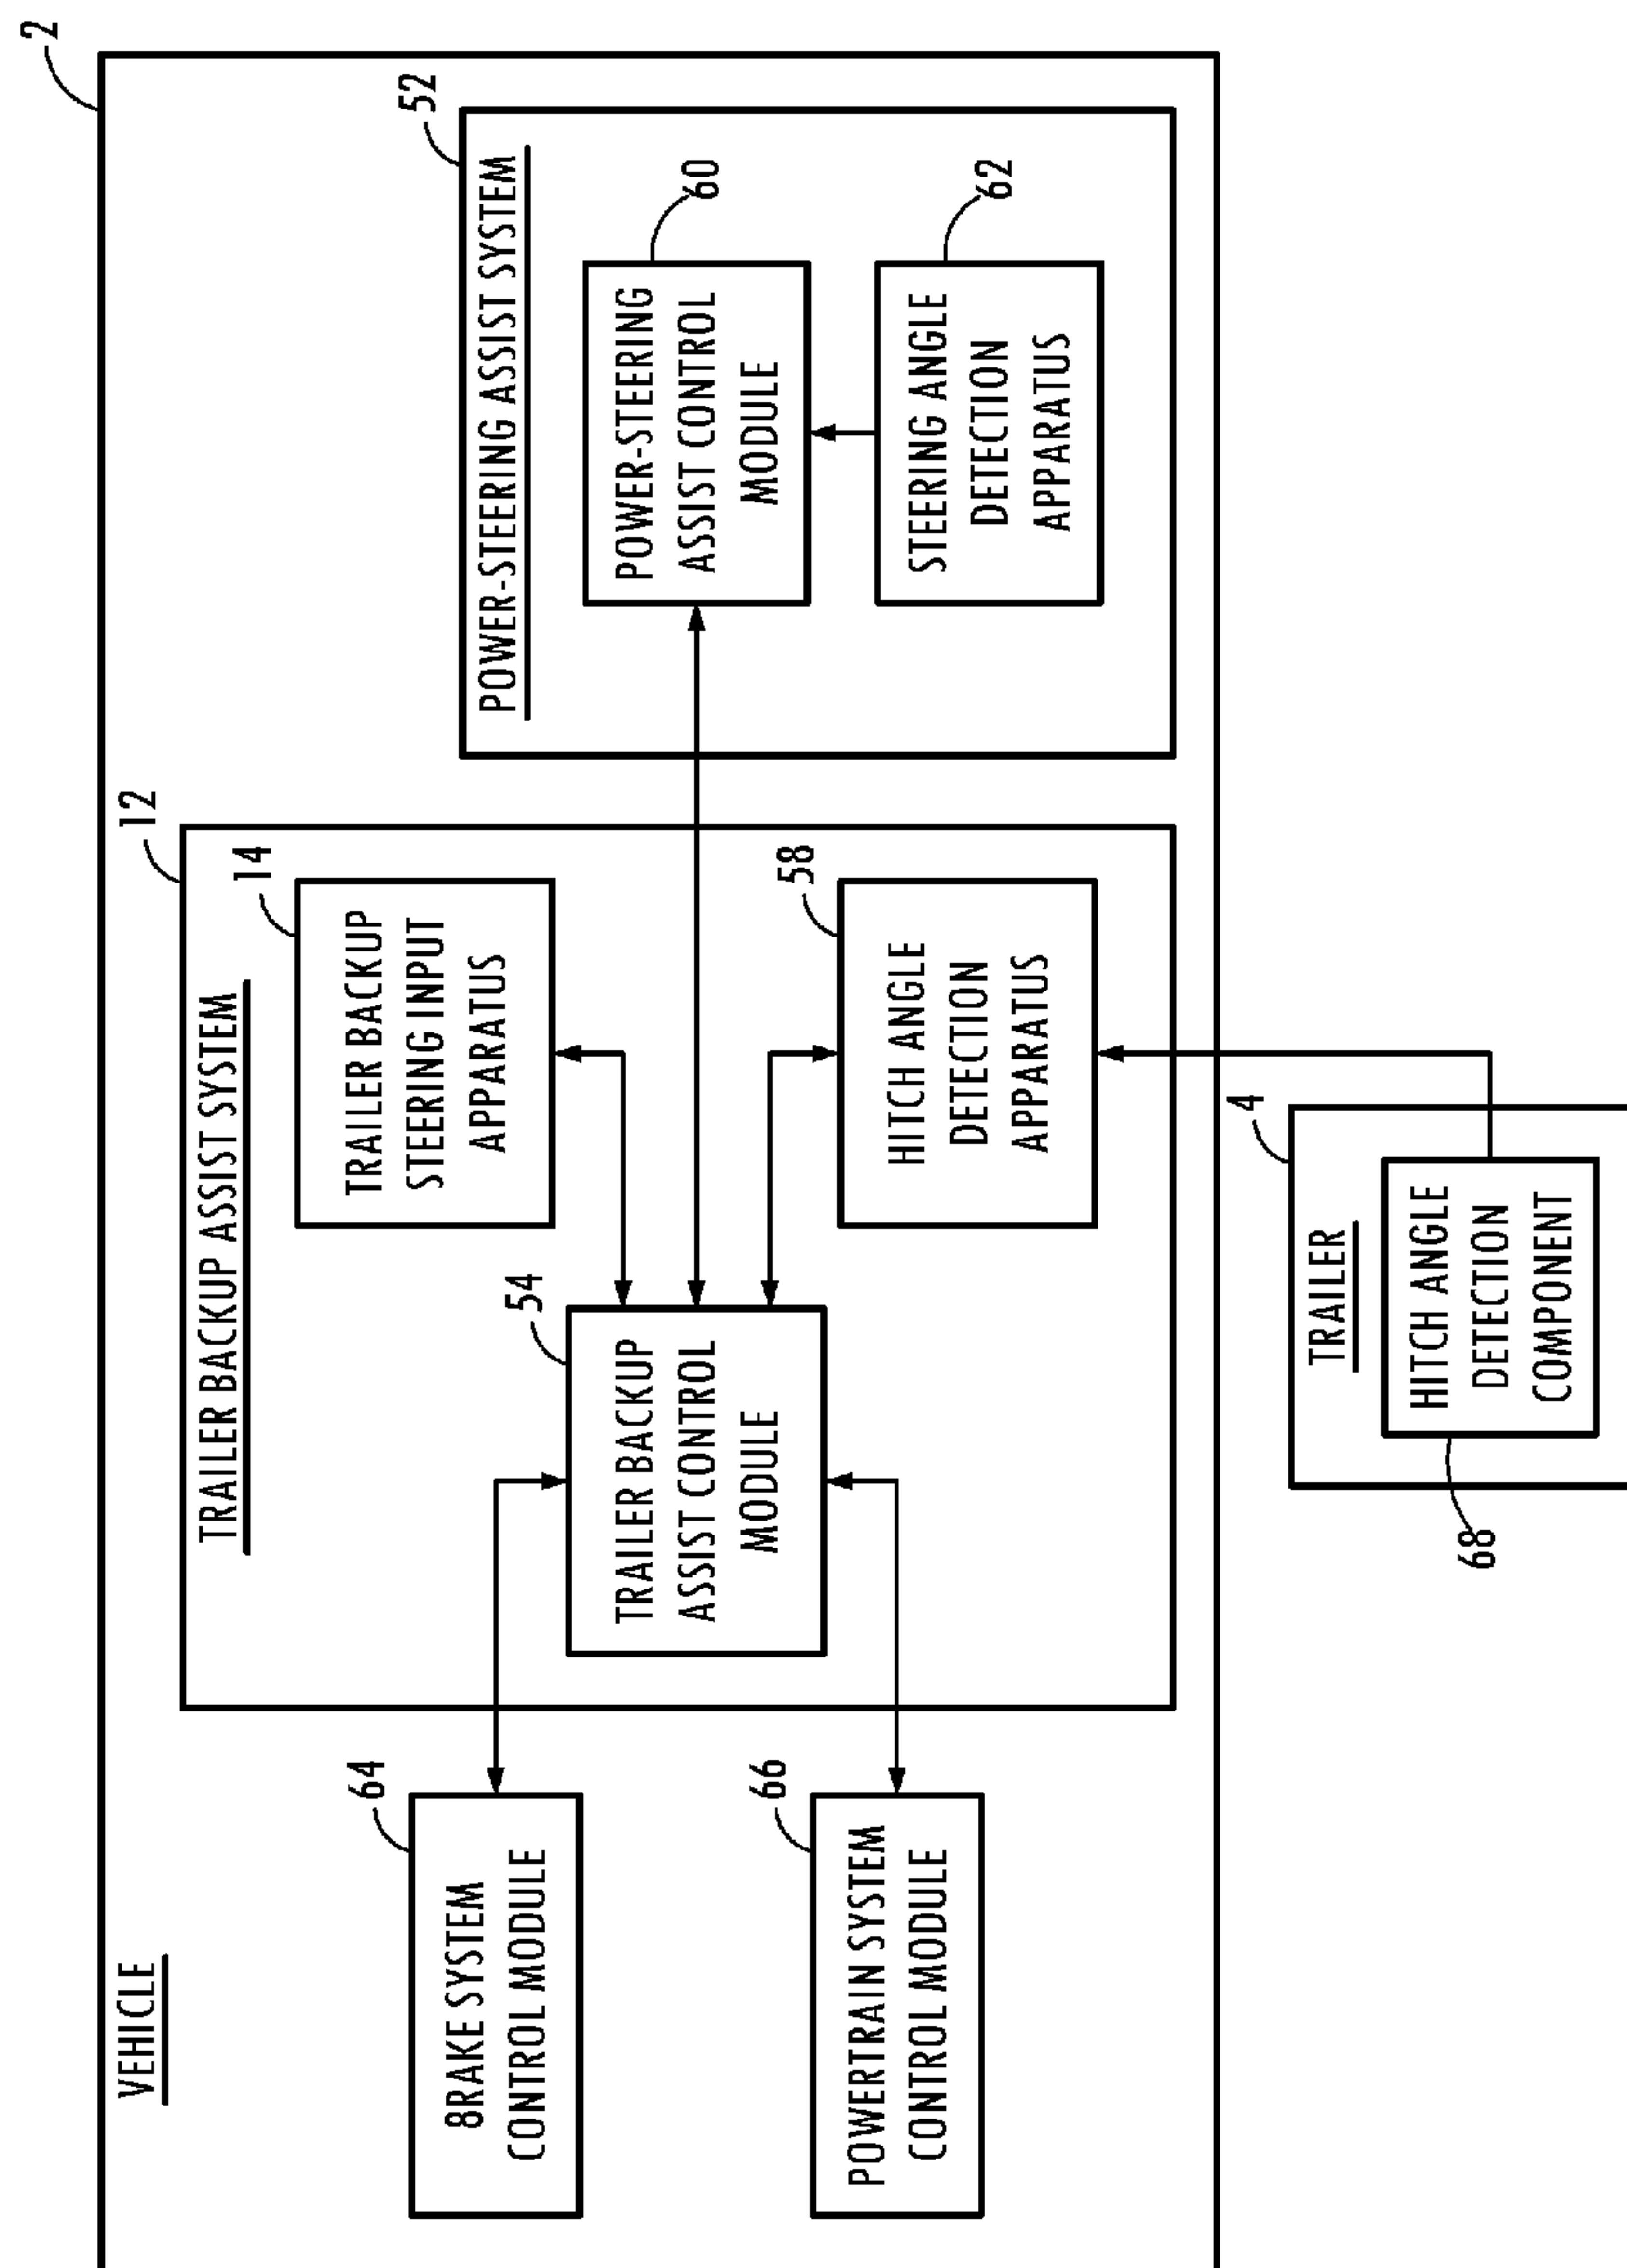 2
VEHICLE
12
TRAILER BACKUP ASSIST SYSTEM
52
POWER-STEERING ASSIST SYSTEM
14
TRAILER BACKUP
STEERING INPUT
APPARATUS
64
8RAKE SYSTEM
CONTROL MODULE
54
TRAILER BACKUP
ASSIST CONTROL
MODULE
60
POWER-STEERING
ASSIST CONTROL
MODULE
66
POWERTRAIN SYSTEM
CONTROL MODULE
58
HITCH ANGLE
DETECTION
APPARATUS
62
STEERING ANGLE
DETECTION
APPARATUS
4
TRAILER
HITCH ANGLE
DETECTION
COMPONENT
68